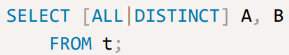 SELECT [ALL|DISTINCT] A, B
FROM t;